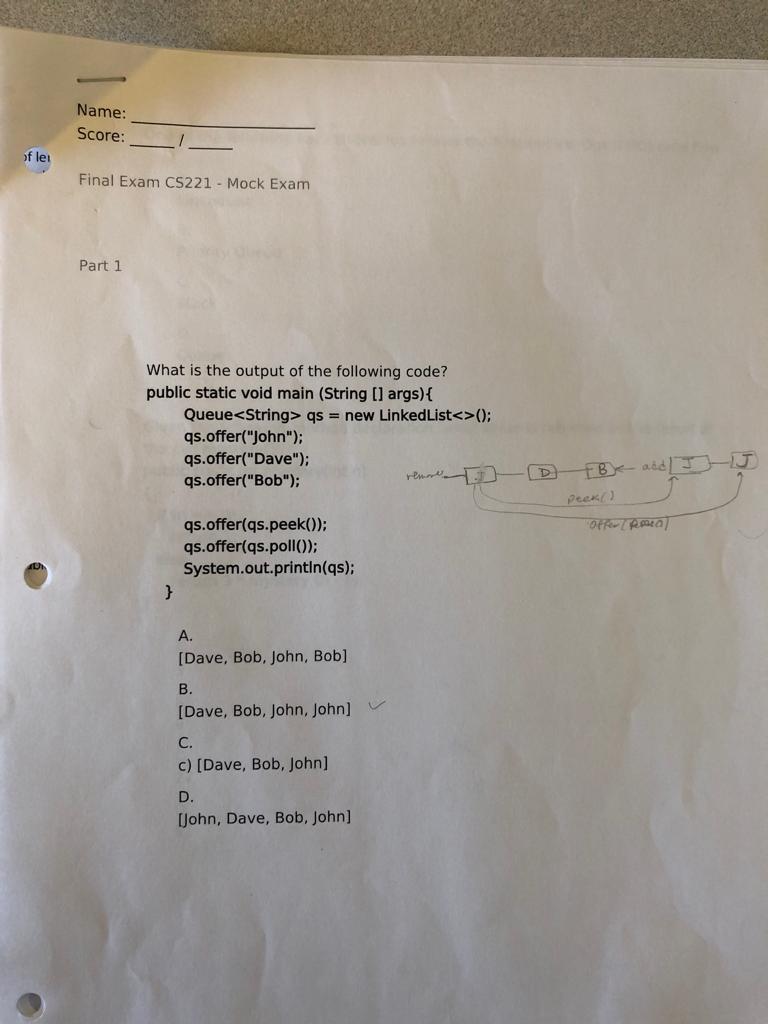 Name: ____________________
Score: _____ / _____
of ler
Final Exam CS221 - Mock Exam
Part 1
What is the output of the following code?
public static void main (String [] args){
Queue<String> qs = new LinkedList<>();
qs.offer("John");
qs.offer("Dave");
qs.offer("Bob");
remove J D B add J J
peek()
qs.offer(qs.peek());
offer(
qs.offer(qs.poll());
System.out.println(qs);
}
A.
[Dave, Bob, John, Bob]
B.
[Dave, Bob, John, John] ✓
C.
c) [Dave, Bob, John]
D.
[John, Dave, Bob, John]